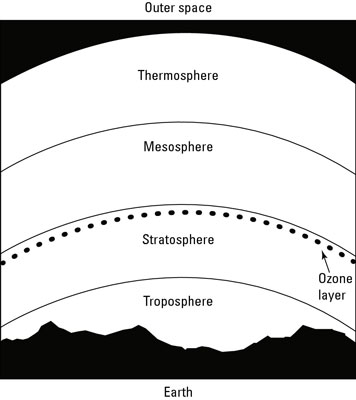 Outer space
Thermosphere
Mesosphere
Stratosphere
Ozone
layer
Troposphere
Earth